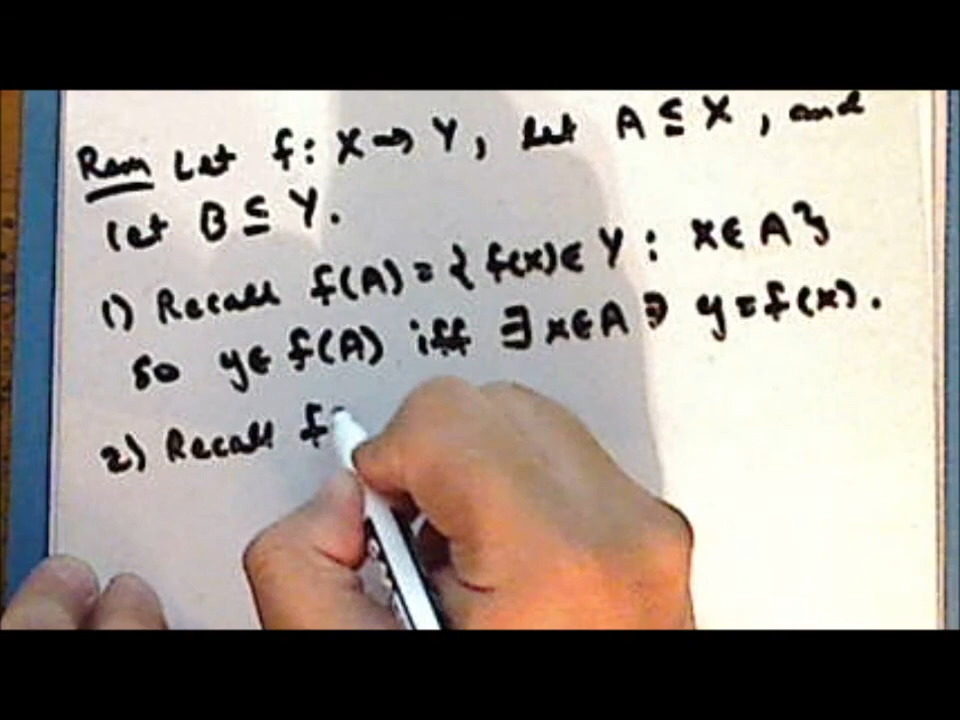 Rem Let f: X → Y, let A ⊆ X, and
let B ⊆ Y.
1) Recall f(A) = { f(x) ∈ Y : x ∈ A }
so y ∈ f(A) iff ∃ x ∈ A ∋ y = f(x).
2) Recall f